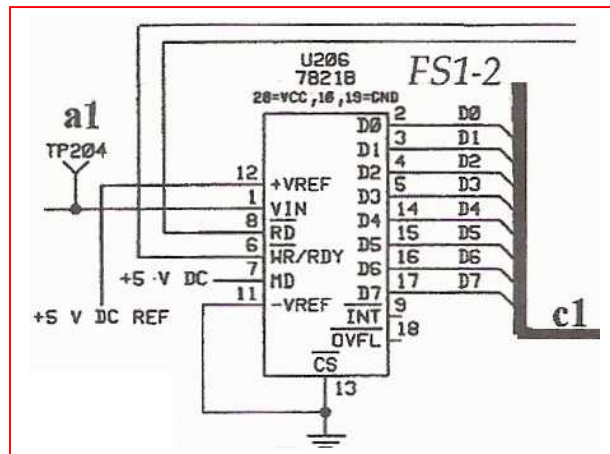 U206
78218
FS1-2
20=VCC,10,19=GND
a1
TP204
2 D0 D0
3 D1 D1
4 D2 D2
5 D3 D3
14 D4 D4
15 D5 D5
16 D6 D6
17 D7 D7
12 +VREF
1 VIN
8 RD
6 WR/RDY
+5 V DC 7 MD
11 -VREF
+5 V DC REF
9 INT
18 OVFL
c1
CS
13